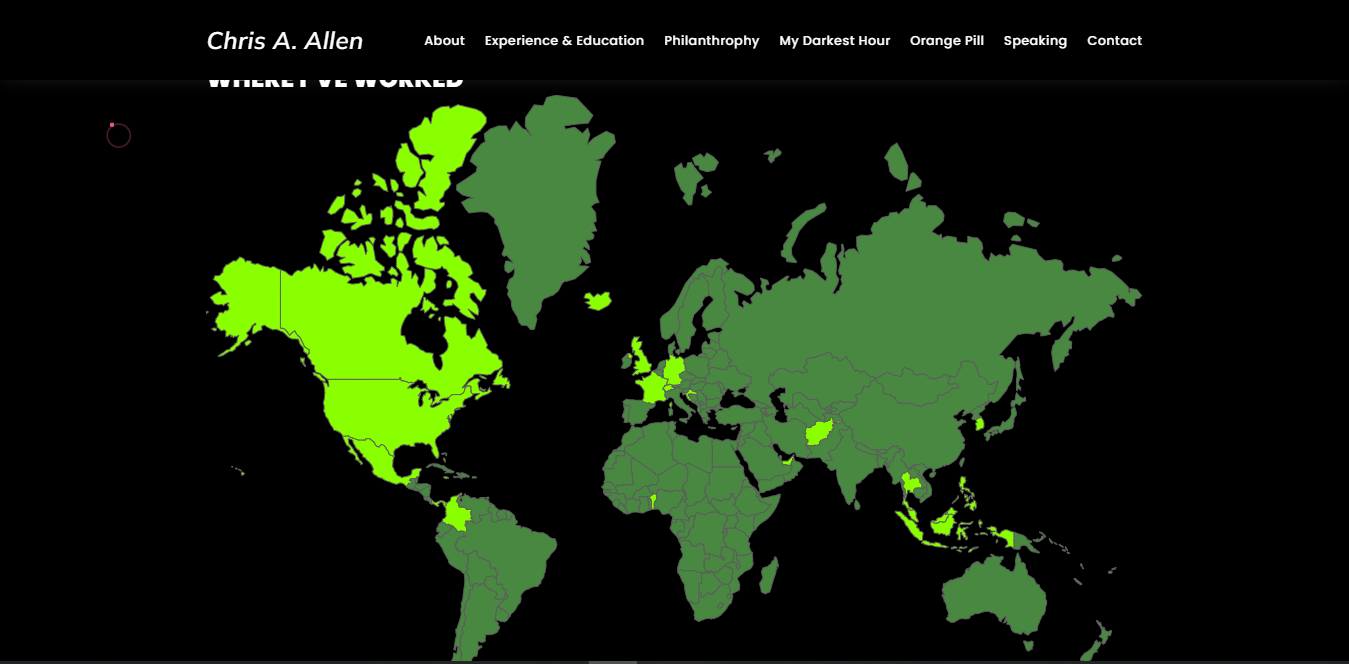 Chris A. Allen
About Experience & Education Philanthrophy My Darkest Hour Orange Pill Speaking Contact
WHERE I'VE WORKED